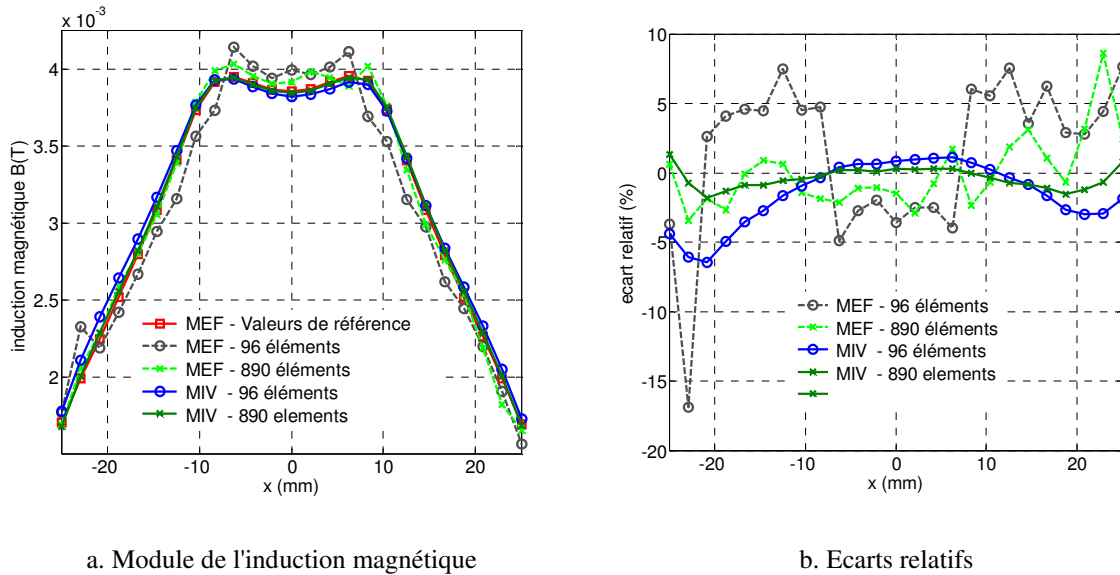 x 10-3
4
3.5
3
2.5
2
-20
-10
0
10
20
x (mm)
induction magnétique B(T)
MEF - Valeurs de référence
MEF - 96 éléments
MEF - 890 éléments
MIV - 96 éléments
MIV - 890 elements
a. Module de l'induction magnétique
10
5
0
-5
-10
-15
-20
-20
-10
0
10
20
x (mm)
ecart relatif (%)
MEF - 96 éléments
MEF - 890 éléments
MIV - 96 éléments
MIV - 890 elements
b. Ecarts relatifs